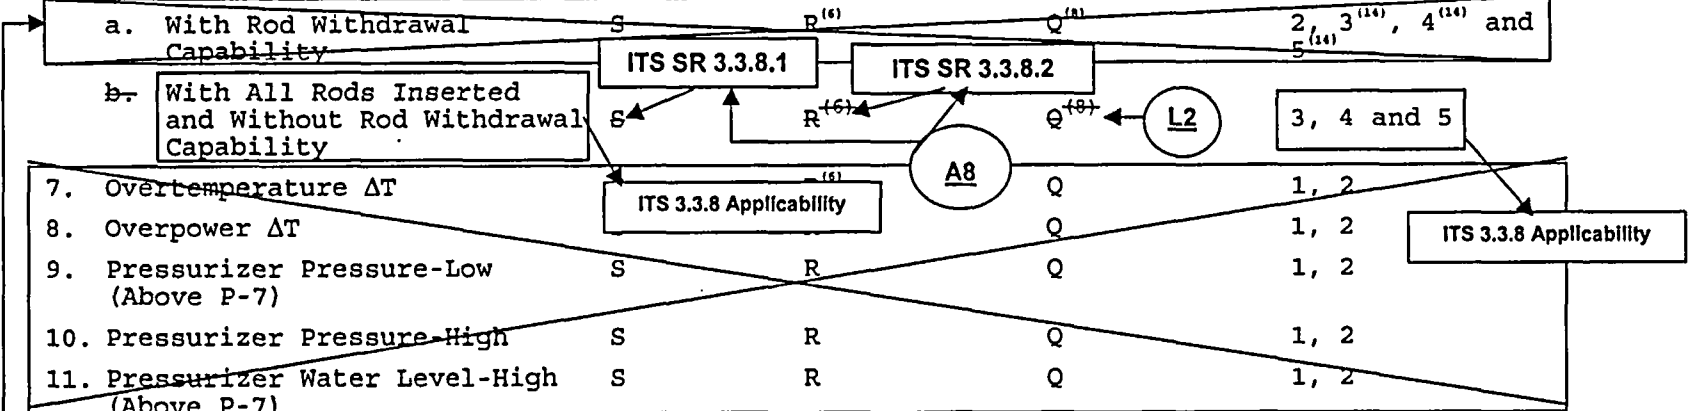 a. With Rod Withdrawal S R(6) Q(8) 2, 3(14), 4(14) and
Capability 5(14)
ITS SR 3.3.8.1 ITS SR 3.3.8.2
b. With All Rods Inserted
and Without Rod Withdrawal S R(6) Q(8) L2 3, 4 and 5
Capability
A8
7. Overtemperature ΔT (6) Q 1, 2
ITS 3.3.8 Applicability
8. Overpower ΔT Q 1, 2
ITS 3.3.8 Applicability
9. Pressurizer Pressure-Low S R Q 1, 2
(Above P-7)
10. Pressurizer Pressure-High S R Q 1, 2
11. Pressurizer Water Level-High S R Q 1, 2
(Above P-7)